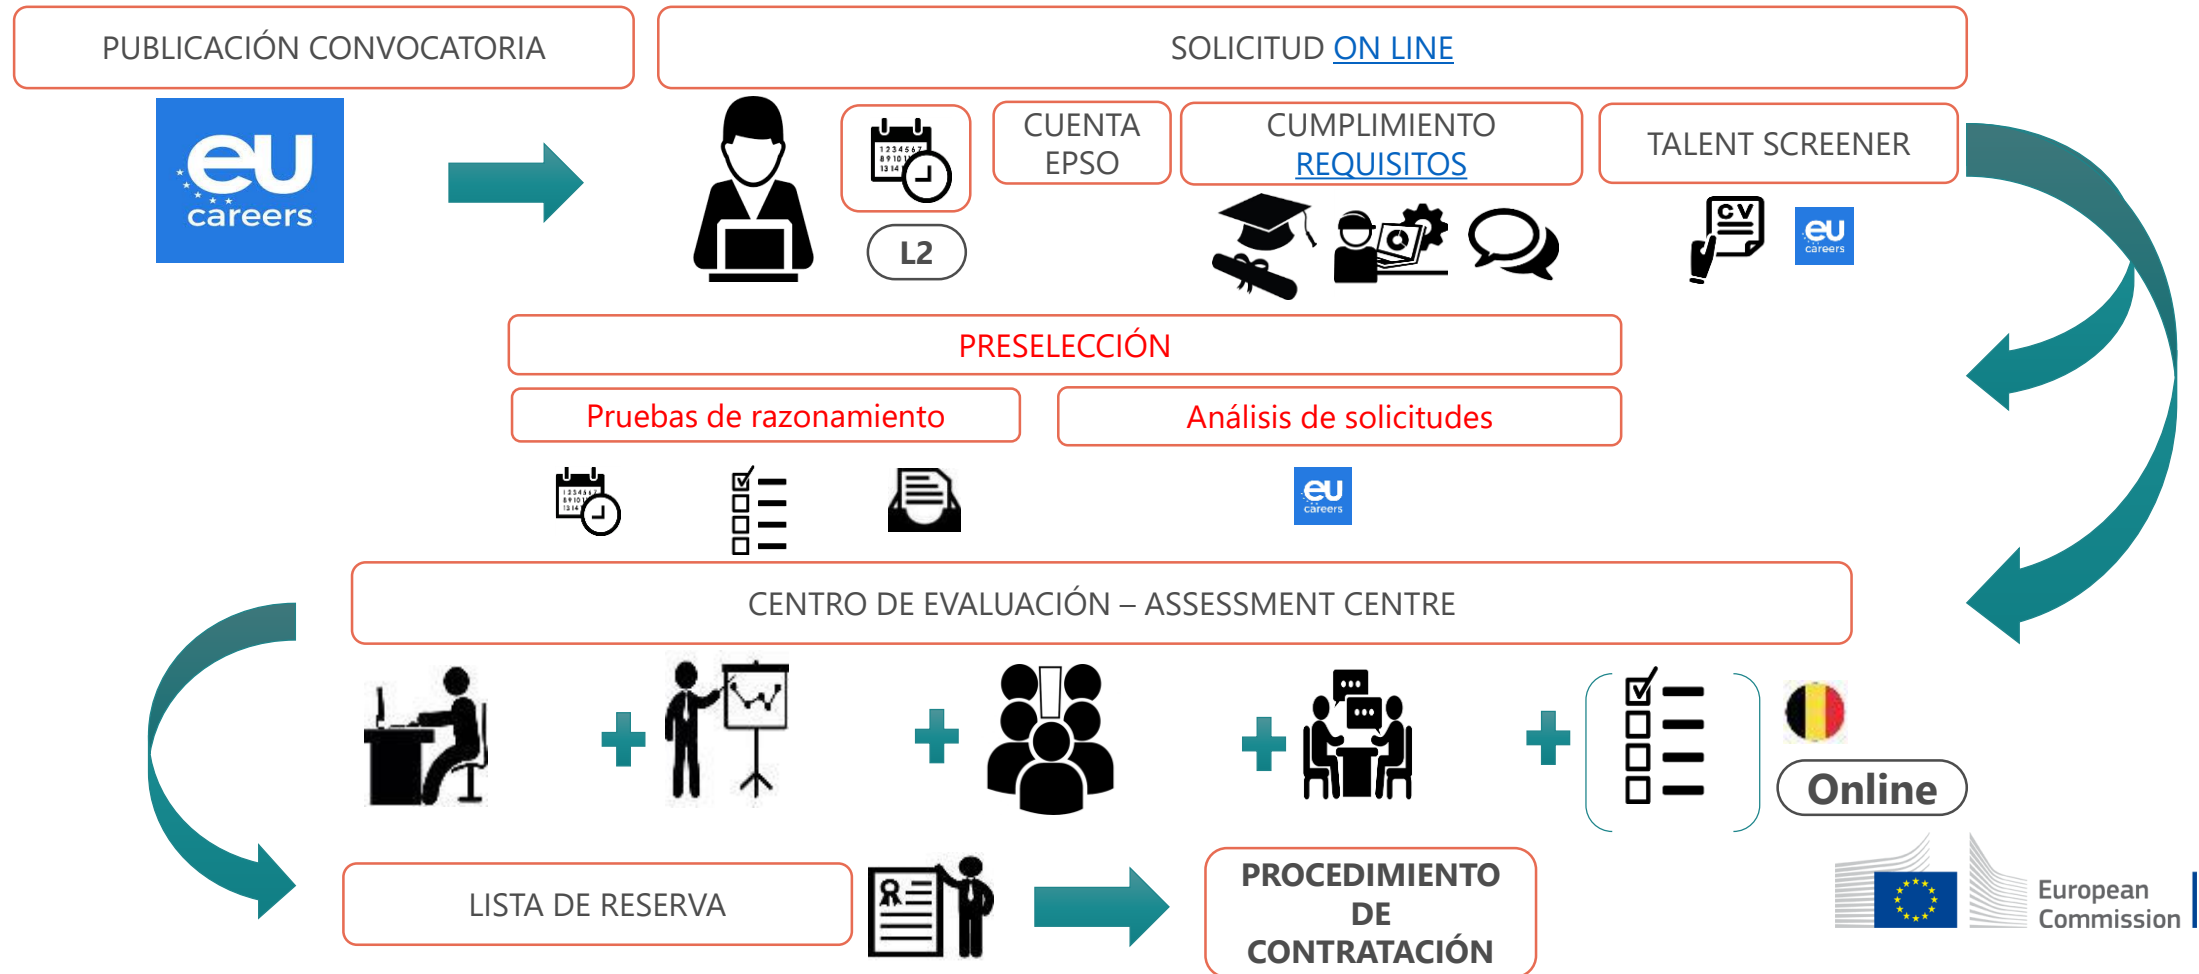 PUBLICACIÓN CONVOCATORIA
SOLICITUD ON LINE
eu
careers
L2
CUENTA
EPSO
CUMPLIMIENTO
REQUISITOS
TALENT SCREENER
CV
eu
careers
PRESELECCIÓN
Pruebas de razonamiento
Análisis de solicitudes
eu
careers
CENTRO DE EVALUACIÓN – ASSESSMENT CENTRE
Online
LISTA DE RESERVA
PROCEDIMIENTO
DE
CONTRATACIÓN
European
Commission